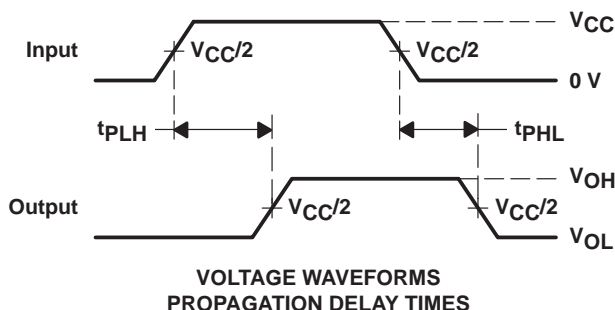 VCC
Input VCC/2 VCC/2
0 V
tPLH tPHL
VOH
Output VCC/2 VCC/2
VOL
VOLTAGE WAVEFORMS
PROPAGATION DELAY TIMES